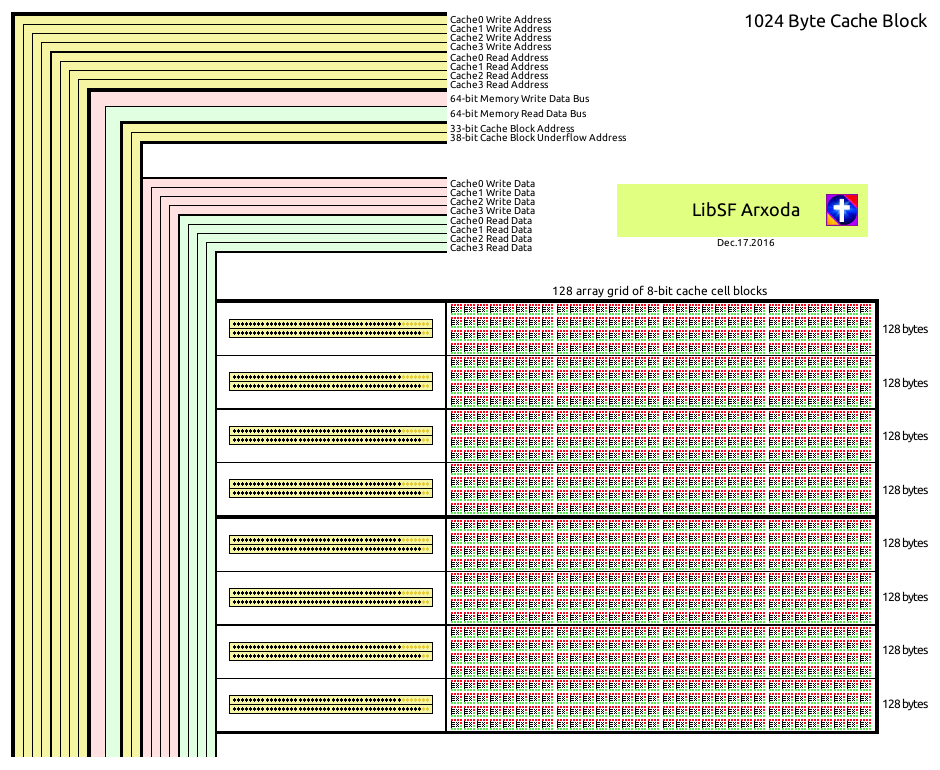 1024 Byte Cache Block
Cache0 Write Address
Cache1 Write Address
Cache2 Write Address
Cache3 Write Address
Cache0 Read Address
Cache1 Read Address
Cache2 Read Address
Cache3 Read Address
64-bit Memory Write Data Bus
64-bit Memory Read Data Bus
33-bit Cache Block Address
38-bit Cache Block Underflow Address
Cache0 Write Data
Cache1 Write Data
Cache2 Write Data
Cache3 Write Data
Cache0 Read Data
Cache1 Read Data
Cache2 Read Data
Cache3 Read Data
LibSF Arxoda
Dec.17.2016
128 array grid of 8-bit cache cell blocks
128 bytes
128 bytes
128 bytes
128 bytes
128 bytes
128 bytes
128 bytes
128 bytes